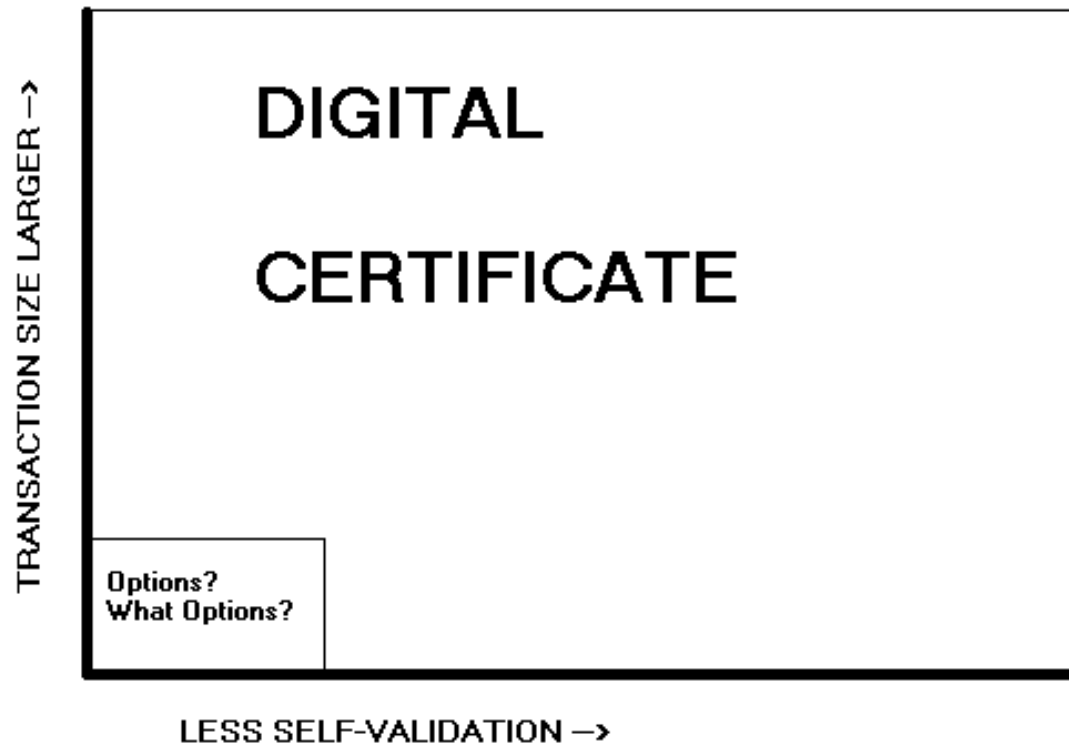 DIGITAL
CERTIFICATE
TRANSACTION SIZE LARGER -->
Options?
What Options?
LESS SELF-VALIDATION -->